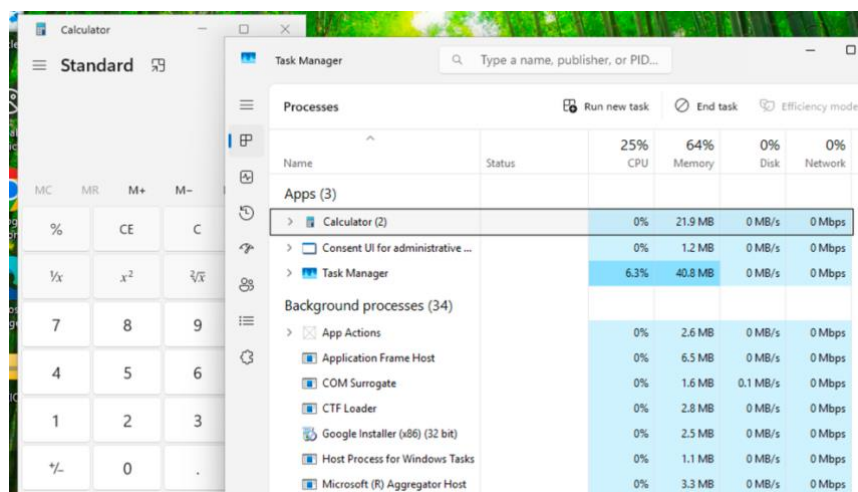 Calculator
Standard
MC MR M+ M-
% CE C
⅟x x² ²√x
7 8 9
4 5 6
1 2 3
+/- 0 .
Task Manager
Type a name, publisher, or PID...
Processes
Run new task
End task
Efficiency mode
25% 64% 0% 0%
Name Status CPU Memory Disk Network
Apps (3)
Calculator (2) 0% 21.9 MB 0 MB/s 0 Mbps
Consent UI for administrative ... 0% 1.2 MB 0 MB/s 0 Mbps
Task Manager 6.3% 40.8 MB 0 MB/s 0 Mbps
Background processes (34)
App Actions 0% 2.6 MB 0 MB/s 0 Mbps
Application Frame Host 0% 6.5 MB 0 MB/s 0 Mbps
COM Surrogate 0% 1.6 MB 0.1 MB/s 0 Mbps
CTF Loader 0% 2.8 MB 0 MB/s 0 Mbps
Google Installer (x86) (32 bit) 0% 2.5 MB 0 MB/s 0 Mbps
Host Process for Windows Tasks 0% 1.1 MB 0 MB/s 0 Mbps
Microsoft (R) Aggregator Host 0% 3.3 MB 0 MB/s 0 Mbps